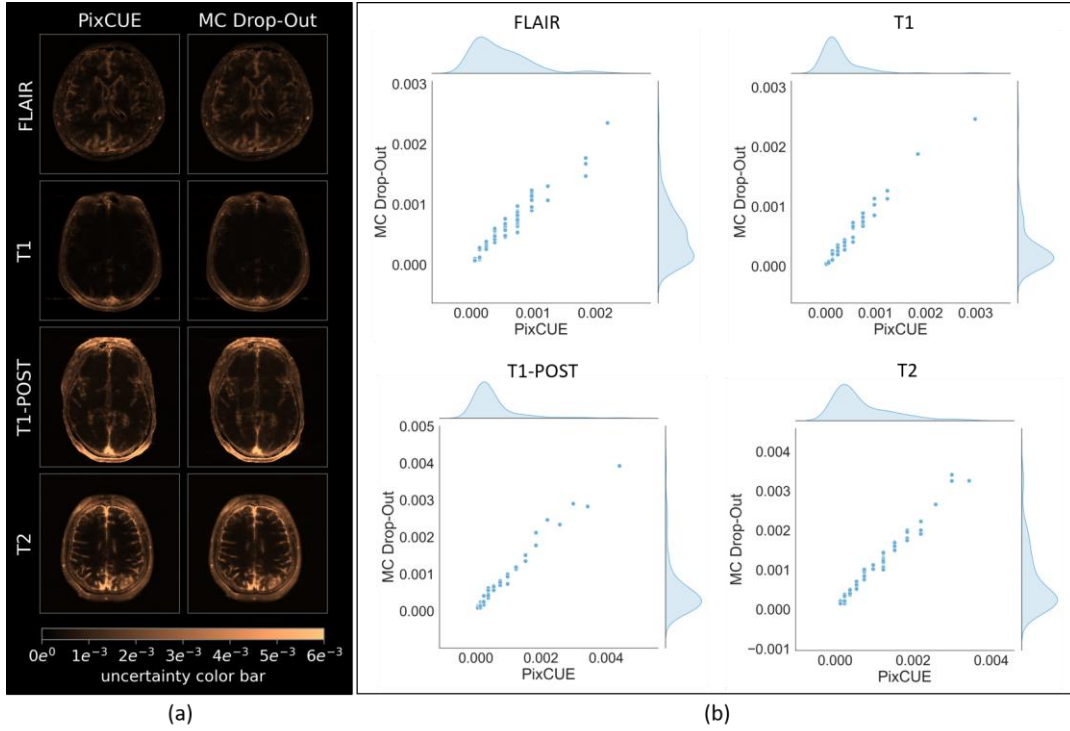 PixCUE MC Drop-Out
FLAIR
T1
T1-POST
T2
0e⁰ 1e⁻³ 2e⁻³ 3e⁻³ 4e⁻³ 5e⁻³ 6e⁻³
uncertainty color bar
(a)
FLAIR
MC Drop-Out
0.003
0.002
0.001
0.000
0.000 0.001 0.002
PixCUE
T1
MC Drop-Out
0.003
0.002
0.001
0.000
0.000 0.001 0.002 0.003
PixCUE
T1-POST
MC Drop-Out
0.005
0.004
0.003
0.002
0.001
0.000
0.000 0.002 0.004
PixCUE
T2
MC Drop-Out
0.004
0.003
0.002
0.001
0.000
−0.001
0.000 0.002 0.004
PixCUE
(b)